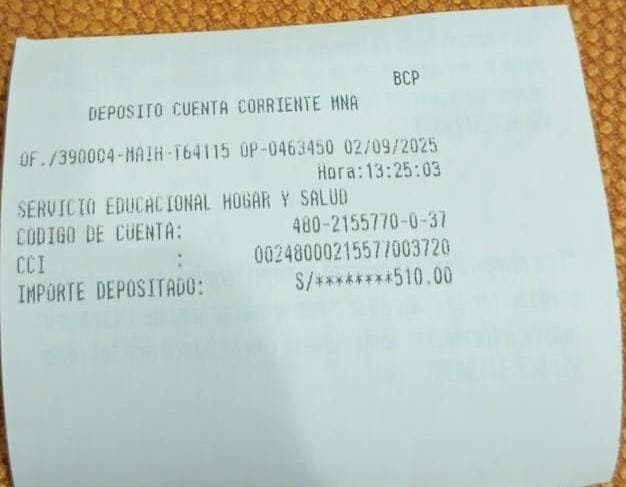 BCP
DEPOSITO CUENTA CORRIENTE MNA
OF./390004-MAIH-T64115 OP-0463450 02/09/2025
Hora:13:25:03
SERVICIO EDUCACIONAL HOGAR Y SALUD
CODIGO DE CUENTA: 480-2155770-0-37
CCI : 00248000215577003720
IMPORTE DEPOSITADO: S/********510.00